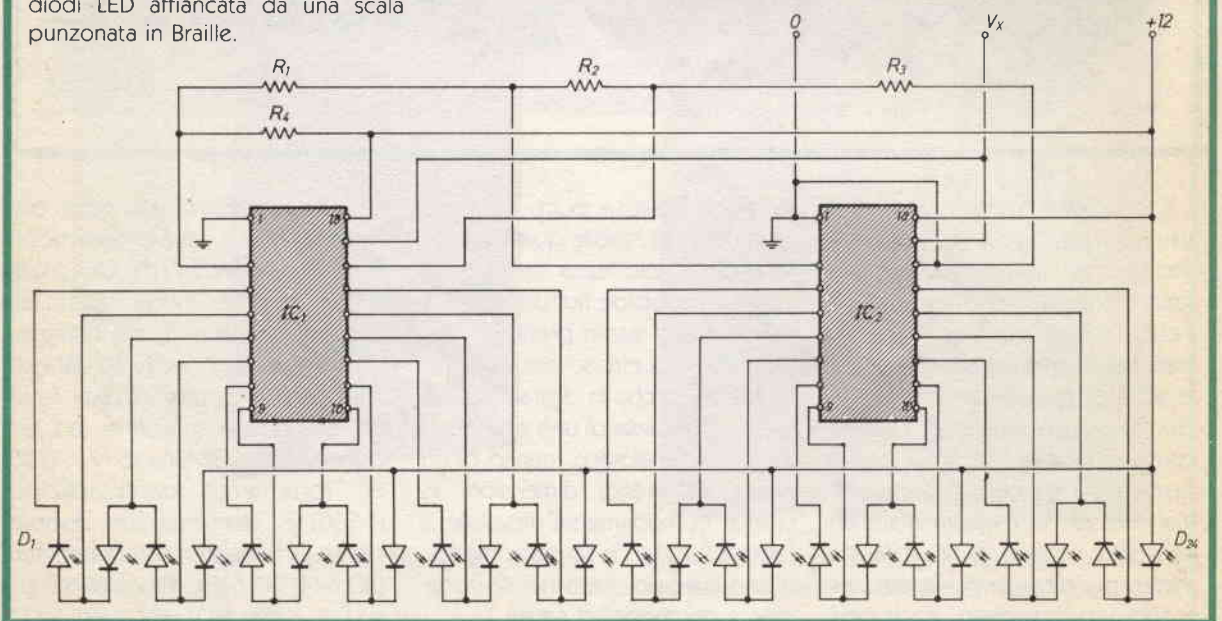 diodi LED affiancata da una scala
punzonata in Braille.
0 Vx +12
R1 R2 R3
R4
1 18 1 18
IC1 IC2
9 10 9 10
D1 D24